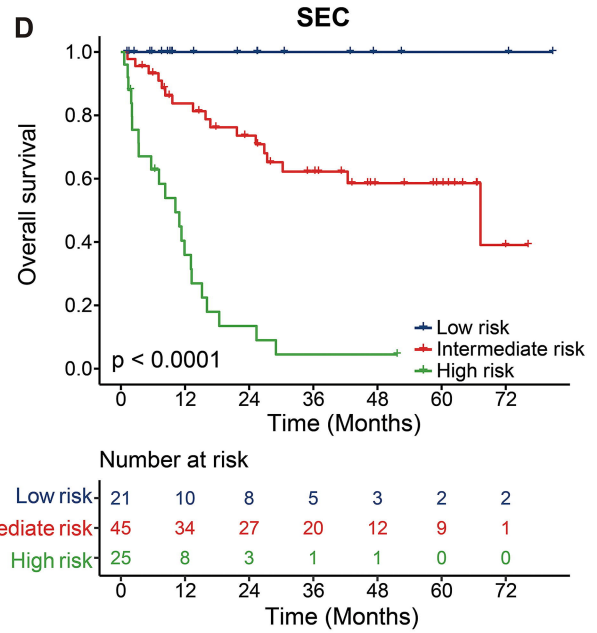 D
SEC
Overall survival
1.0
0.8
0.6
0.4
0.2
0.0
Low risk
Intermediate risk
High risk
p < 0.0001
0 12 24 36 48 60 72
Time (Months)
Number at risk
Low risk 21 10 8 5 3 2 2
ediate risk 45 34 27 20 12 9 1
High risk 25 8 3 1 1 0 0
0 12 24 36 48 60 72
Time (Months)